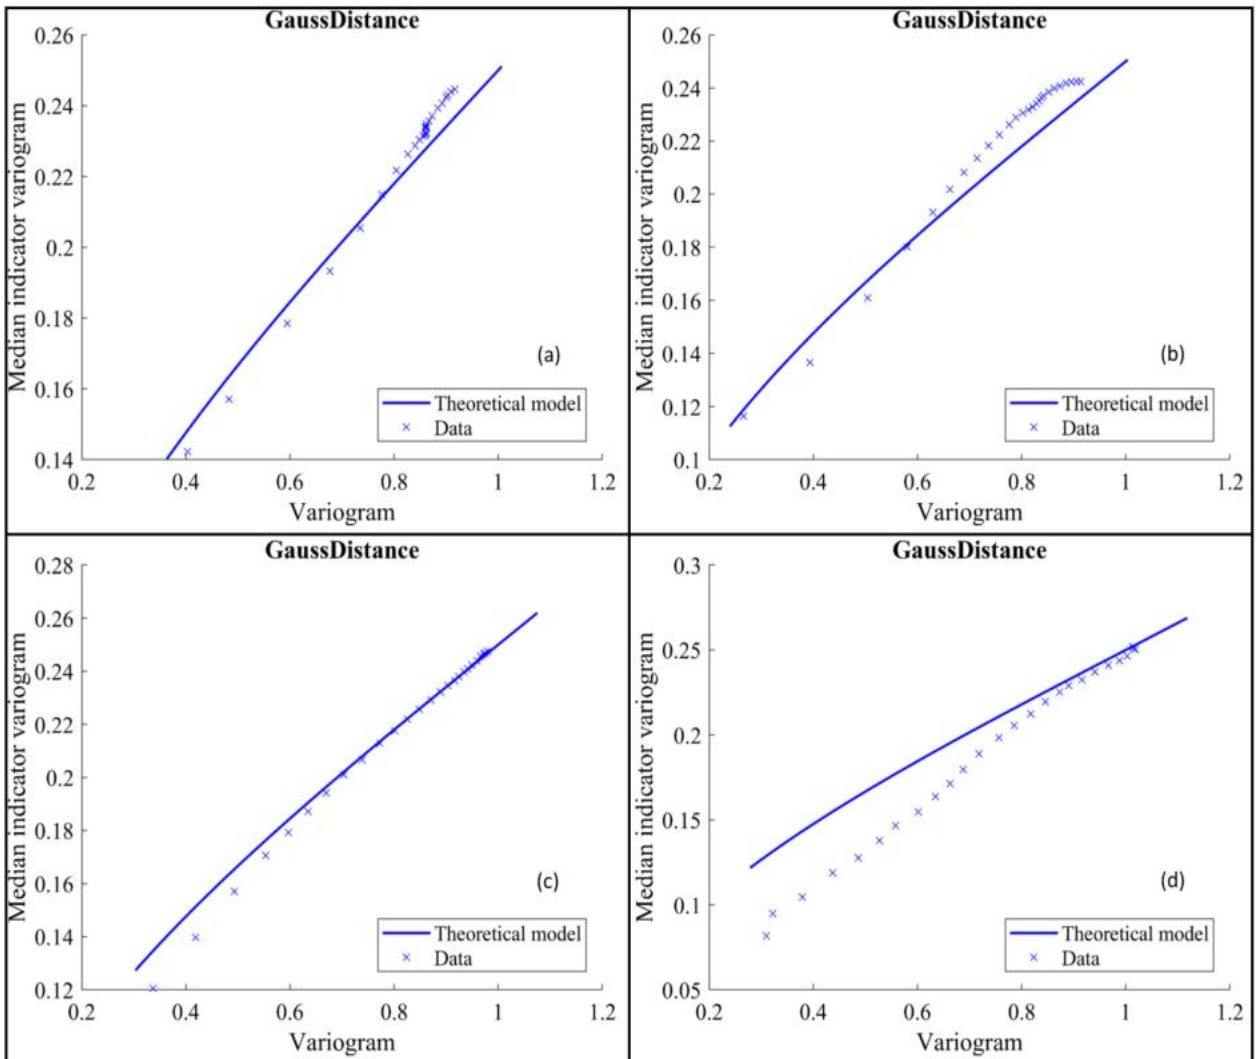 GaussDistance
Median indicator variogram
0.26
0.24
0.22
0.2
0.18
0.16
0.14
(a)
Theoretical model
Data
0.2 0.4 0.6 0.8 1 1.2
Variogram
GaussDistance
Median indicator variogram
0.26
0.24
0.22
0.2
0.18
0.16
0.14
0.12
0.1
(b)
Theoretical model
Data
0.2 0.4 0.6 0.8 1 1.2
Variogram
GaussDistance
Median indicator variogram
0.28
0.26
0.24
0.22
0.2
0.18
0.16
0.14
0.12
(c)
Theoretical model
Data
0.2 0.4 0.6 0.8 1 1.2
Variogram
GaussDistance
Median indicator variogram
0.3
0.25
0.2
0.15
0.1
0.05
(d)
Theoretical model
Data
0.2 0.4 0.6 0.8 1 1.2
Variogram